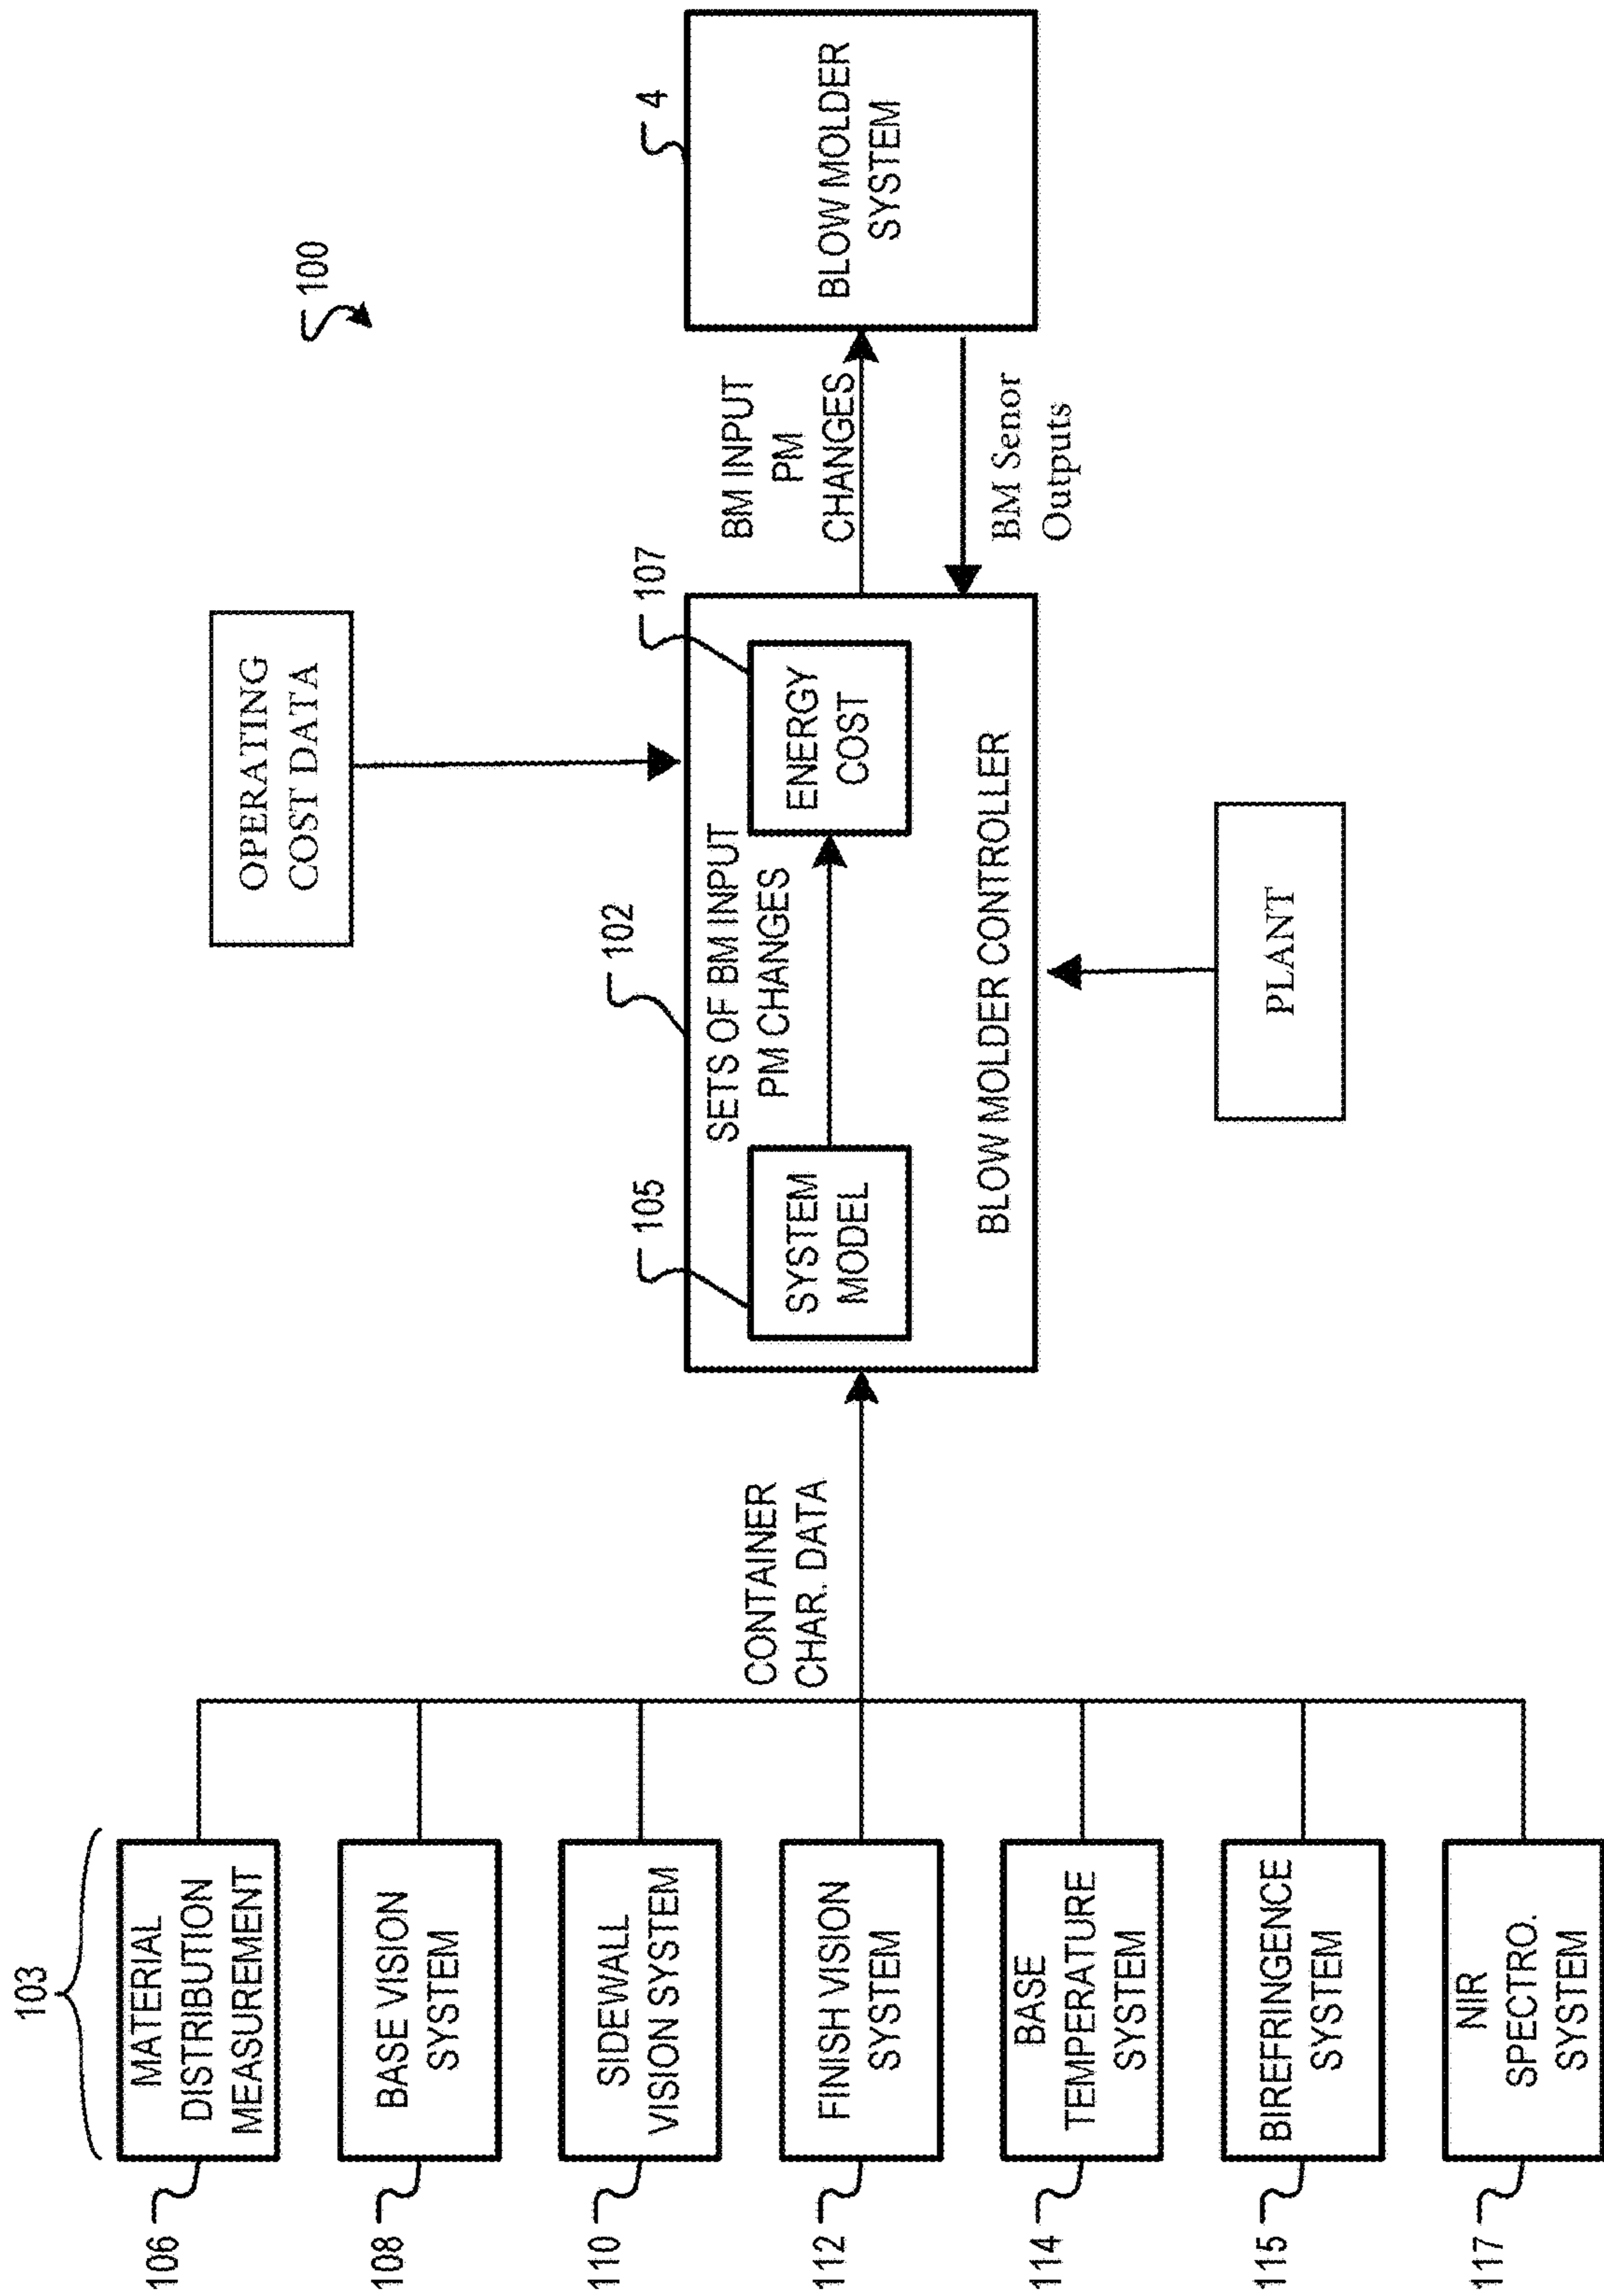 100
103
106
MATERIAL
DISTRIBUTION
MEASUREMENT
108
BASE VISION
SYSTEM
110
SIDEWALL
VISION SYSTEM
112
FINISH VISION
SYSTEM
114
BASE
TEMPERATURE
SYSTEM
115
BIREFRINGENCE
SYSTEM
117
NIR
SPECTRO.
SYSTEM
CONTAINER
CHAR. DATA
OPERATING
COST DATA
102
SETS OF BM INPUT
PM CHANGES
105
SYSTEM
MODEL
107
ENERGY
COST
BLOW MOLDER CONTROLLER
PLANT
BM INPUT
PM
CHANGES
BM Senor
Outputs
4
BLOW MOLDER
SYSTEM